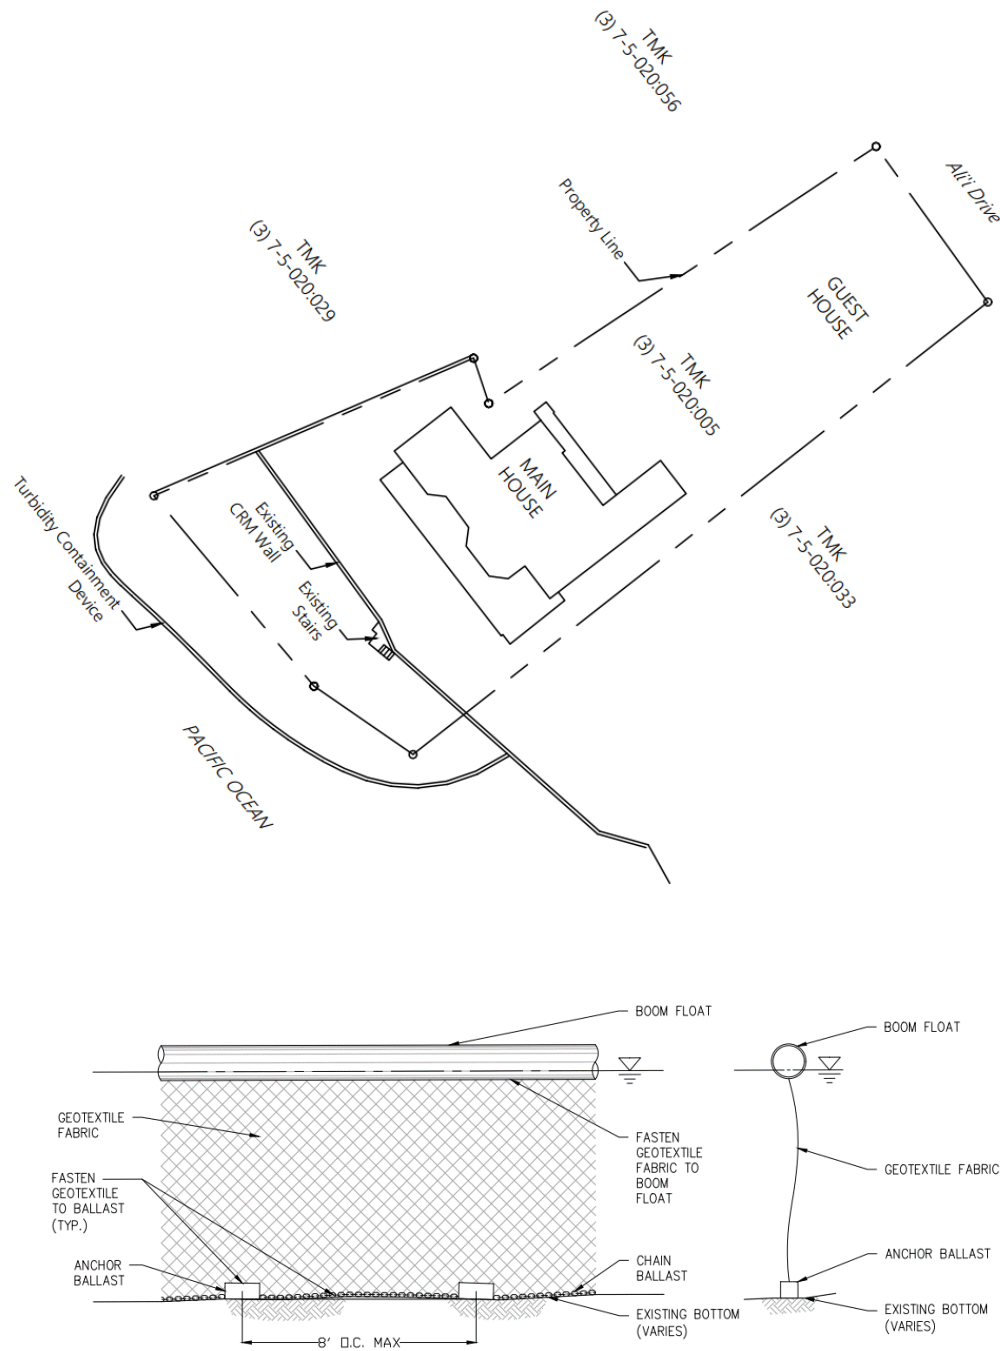 TMK
(3) 7-5-020:056
Ali'i Drive
Property Line
TMK
(3) 7-5-020:029
GUEST
HOUSE
TMK
(3) 7-5-020:005
MAIN
HOUSE
Turbidity Containment
Device
Existing
CRM Wall
Existing
Stairs
TMK
(3) 7-5-020:033
PACIFIC OCEAN
BOOM FLOAT
GEOTEXTILE
FABRIC
FASTEN
GEOTEXTILE
FABRIC TO
BOOM
FLOAT
FASTEN
GEOTEXTILE
TO BALLAST
(TYP.)
ANCHOR
BALLAST
CHAIN
BALLAST
EXISTING BOTTOM
(VARIES)
8' O.C. MAX
BOOM FLOAT
GEOTEXTILE FABRIC
ANCHOR BALLAST
EXISTING BOTTOM
(VARIES)